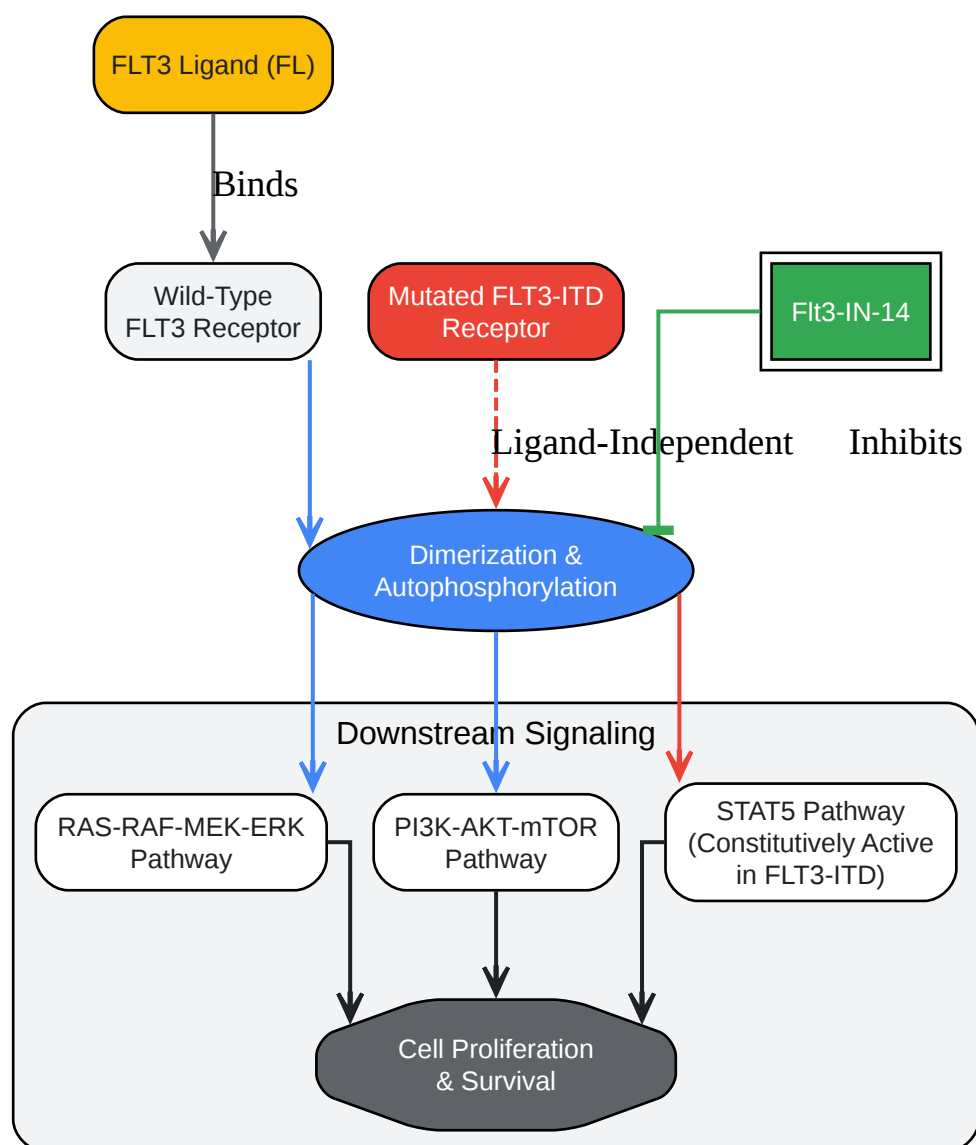 FLT3 Ligand (FL)
Binds
Wild-Type
FLT3 Receptor
Mutated FLT3-ITD
Receptor
Flt3-IN-14
Ligand-Independent
Inhibits
Dimerization &
Autophosphorylation
Downstream Signaling
RAS-RAF-MEK-ERK
Pathway
PI3K-AKT-mTOR
Pathway
STAT5 Pathway
(Constitutively Active
in FLT3-ITD)
Cell Proliferation
& Survival